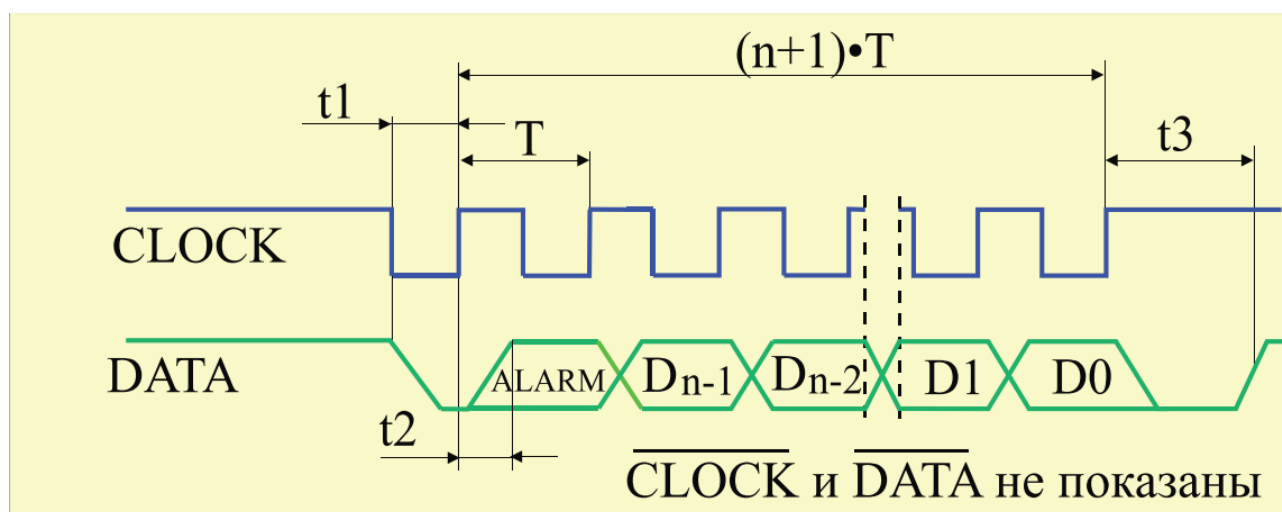 (n+1)•T
t1
T
t3
CLOCK
DATA
ALARM
Dn-1
Dn-2
D1
D0
t2
CLOCK и DATA не показаны